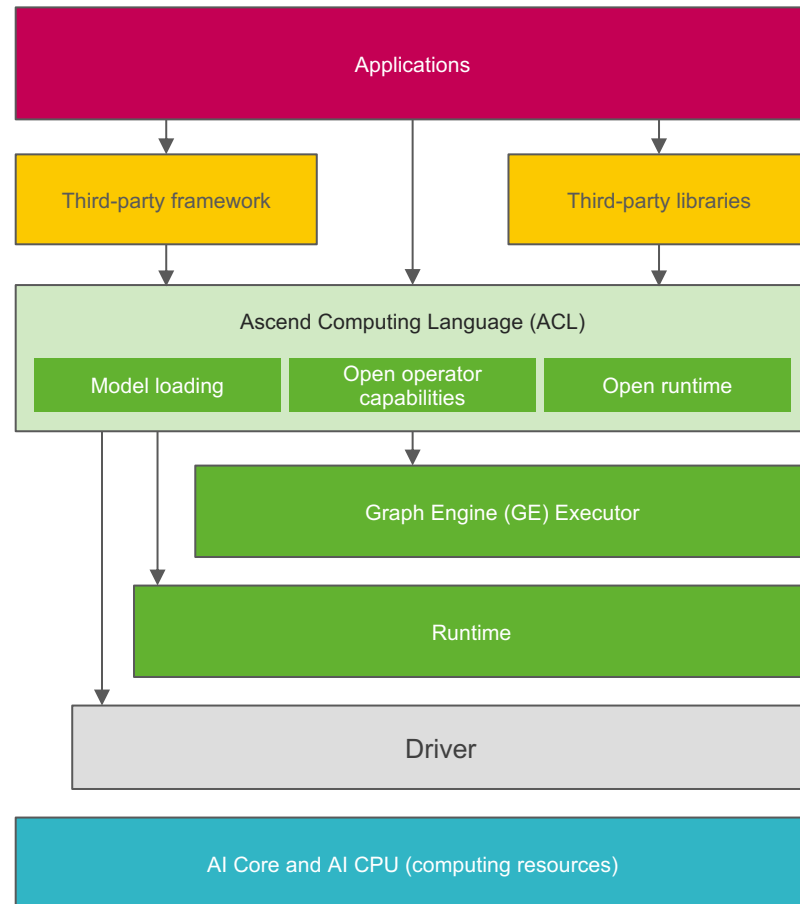 Applications
Third-party framework
Third-party libraries
Ascend Computing Language (ACL)
Model loading
Open operator
capabilities
Open runtime
Graph Engine (GE) Executor
Runtime
Driver
AI Core and AI CPU (computing resources)